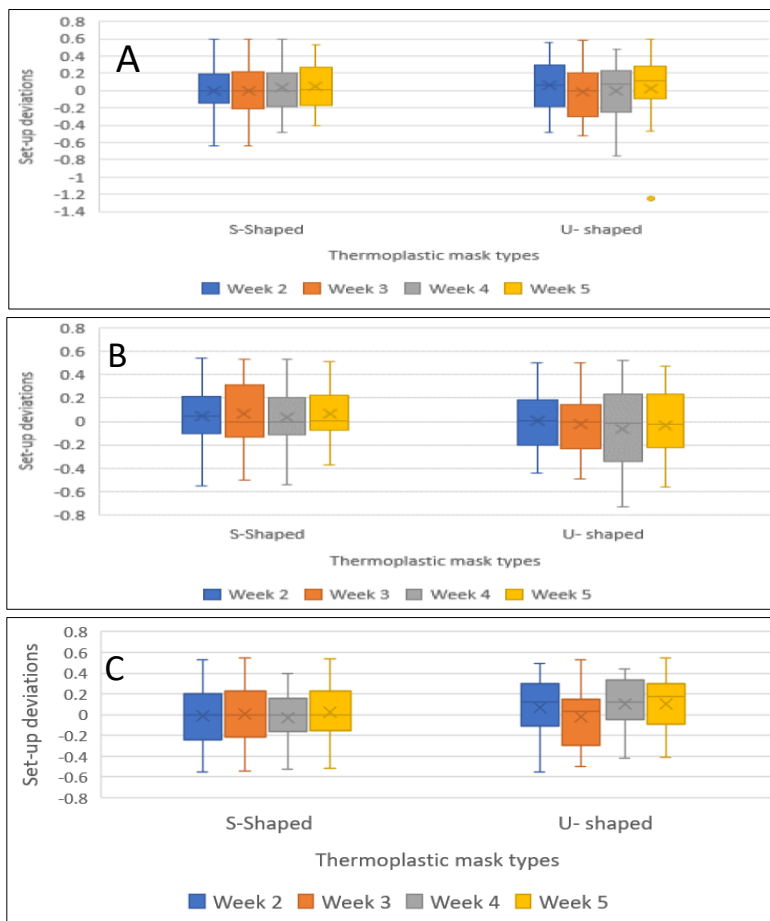 A
0.8
0.6
0.4
0.2
0
-0.2
-0.4
-0.6
-0.8
-1
-1.2
-1.4
Set-up deviations
S-Shaped U- shaped
Thermoplastic mask types
Week 2 Week 3 Week 4 Week 5
B
0.8
0.6
0.4
0.2
0
-0.2
-0.4
-0.6
-0.8
Set-up deviations
S-Shaped U- shaped
Thermoplastic mask types
Week 2 Week 3 Week 4 Week 5
C
0.8
0.6
0.4
0.2
0
-0.2
-0.4
-0.6
-0.8
Set-up deviations
S-Shaped U- shaped
Thermoplastic mask types
Week 2 Week 3 Week 4 Week 5